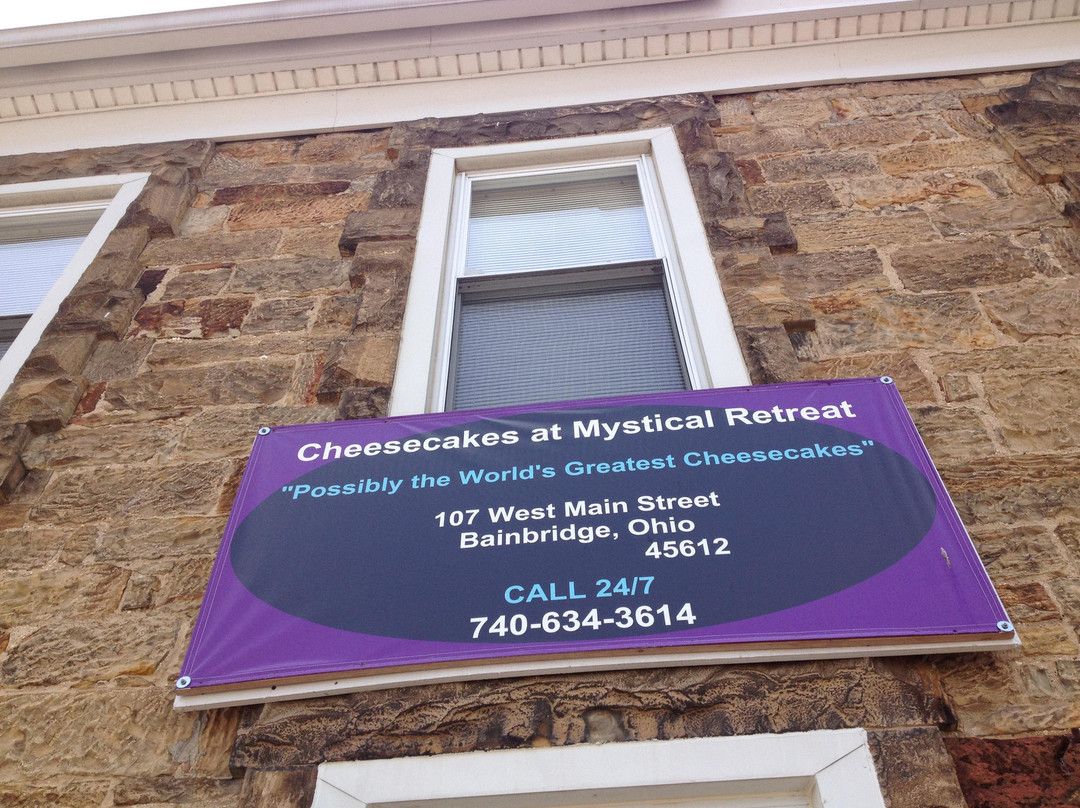 Cheesecakes at Mystical Retreat
"Possibly the World's Greatest Cheesecakes"
107 West Main Street
Bainbridge, Ohio
45612
CALL 24/7
740-634-3614